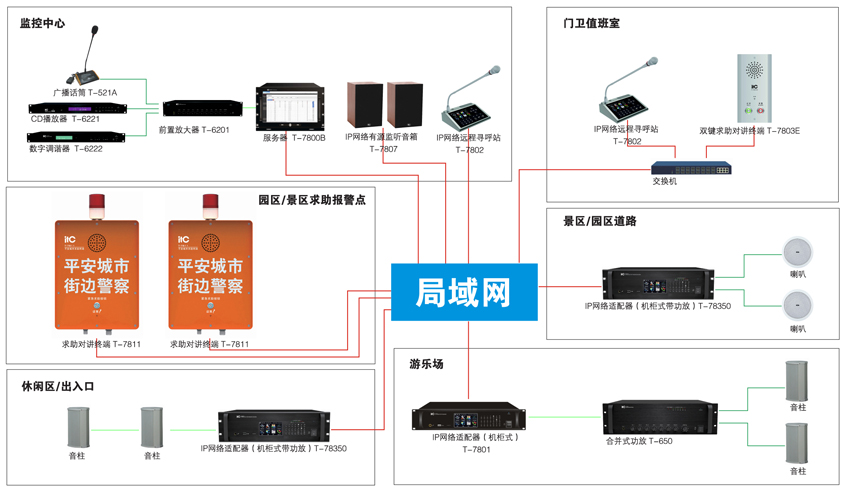 监控中心
广播话筒 T-521A
CD播放器 T-6221
数字调谐器 T-6222
前置放大器 T-6201
服务器 T-7800B
IP网络有源监听音箱
T-7807
IP网络远程寻呼站
T-7802
门卫值班室
IP网络远程寻呼站
T-7802
itC
双键求助对讲终端 T-7803E
交换机
园区/景区求助报警点
itC
平安城市
街边警察
求助对讲终端 T-7811
itC
平安城市
街边警察
求助对讲终端 T-7811
局域网
景区/园区道路
IP网络适配器（机柜式带功放）T-78350
喇叭
喇叭
休闲区/出入口
音柱
音柱
IP网络适配器（机柜式带功放）T-78350
游乐场
IP网络适配器（机柜式）
T-7801
合并式功放 T-650
音柱
音柱